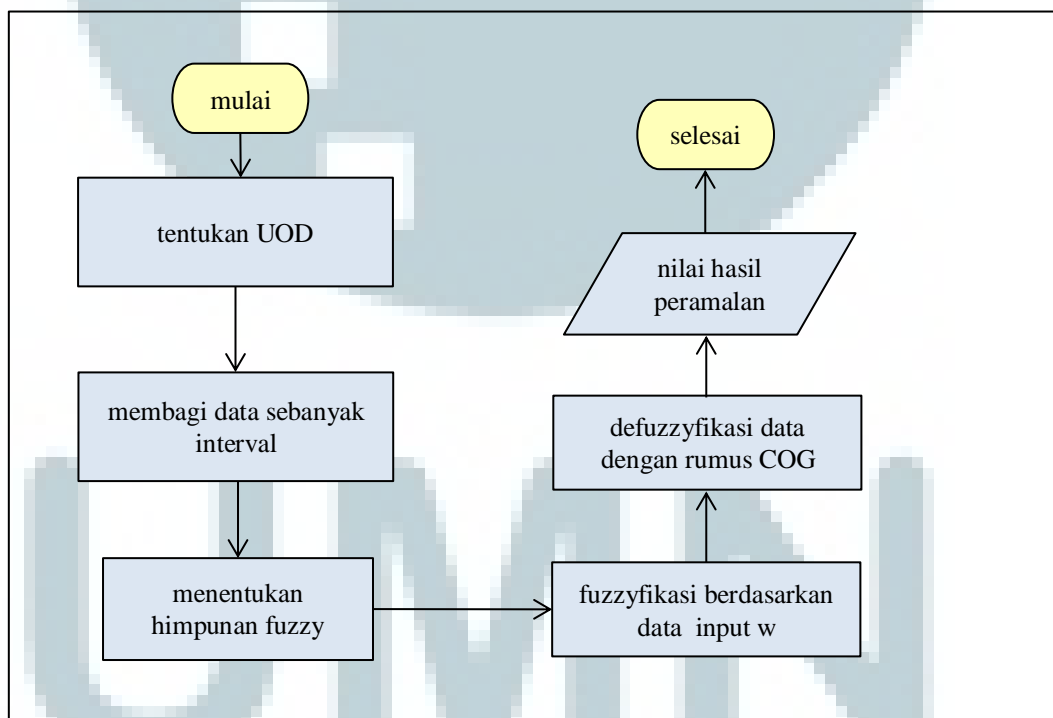 mulai
tentukan UOD
membagi data sebanyak
interval
menentukan
himpunan fuzzy
fuzzyfikasi berdasarkan
data input w
defuzzyfikasi data
dengan rumus COG
nilai hasil
peramalan
selesai
UMN